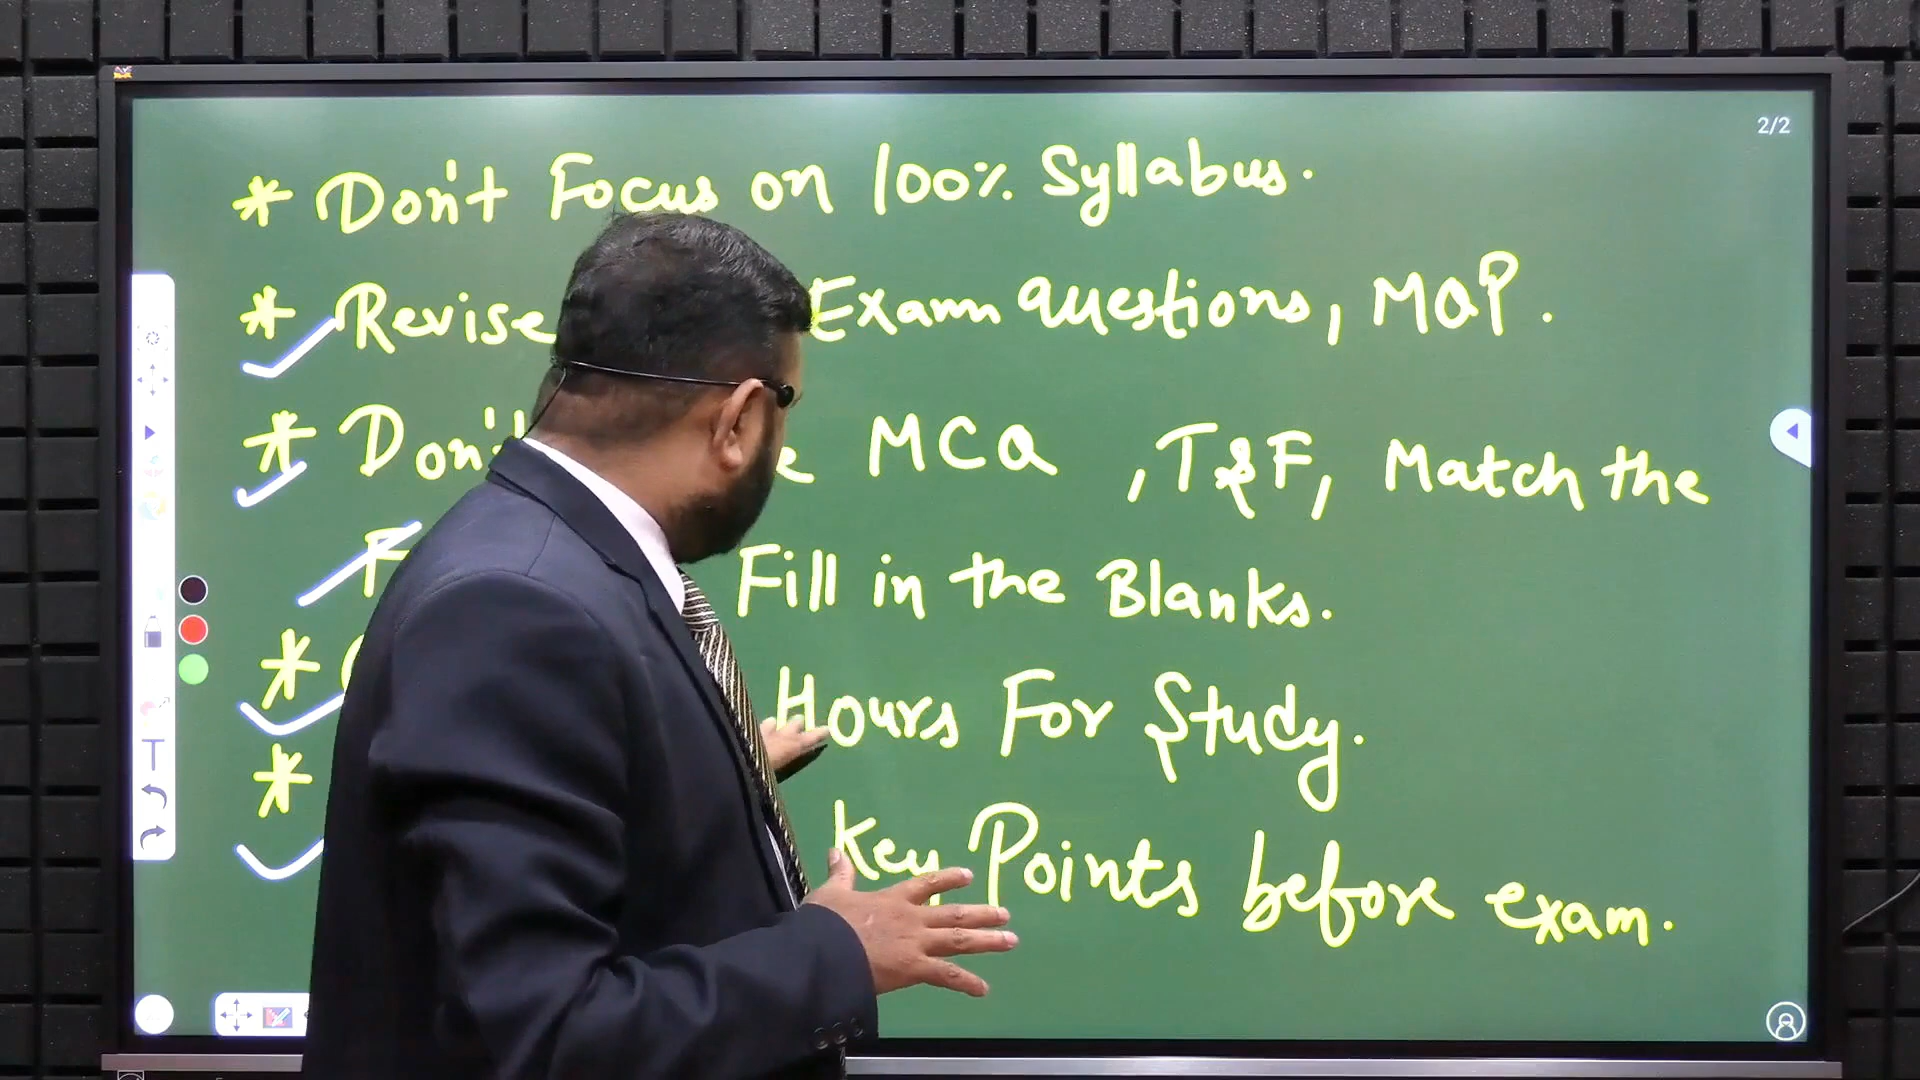 2/2
* Don't Focus on 100% Syllabus.
* Revise Exam Questions, MQP.
* Don't MCQ, T&F, Match the
Fill in the Blanks.
* Hours For Study.
* Key Points before exam.
T